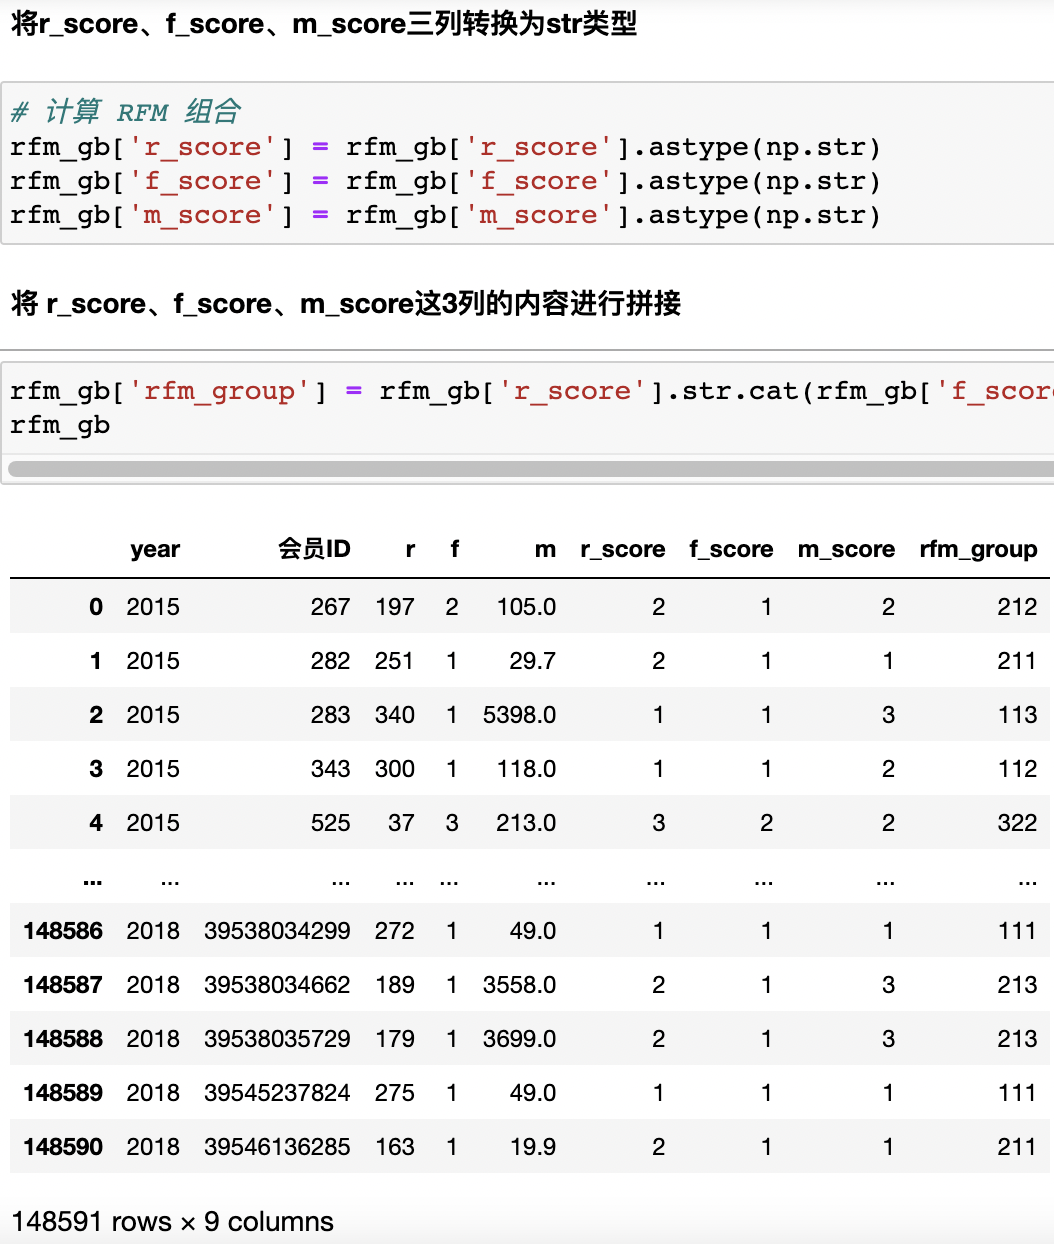 将r_score、f_score、m_score三列转换为str类型
# 计算 RFM 组合
rfm_gb['r_score'] = rfm_gb['r_score'].astype(np.str)
rfm_gb['f_score'] = rfm_gb['f_score'].astype(np.str)
rfm_gb['m_score'] = rfm_gb['m_score'].astype(np.str)
将 r_score、f_score、m_score这3列的内容进行拼接
rfm_gb['rfm_group'] = rfm_gb['r_score'].str.cat(rfm_gb['f_scor
rfm_gb
year 会员ID r f m r_score f_score m_score rfm_group
0 2015 267 197 2 105.0 2 1 2 212
1 2015 282 251 1 29.7 2 1 1 211
2 2015 283 340 1 5398.0 1 1 3 113
3 2015 343 300 1 118.0 1 1 2 112
4 2015 525 37 3 213.0 3 2 2 322
... ... ... ... ... ... ... ... ... ...
148586 2018 39538034299 272 1 49.0 1 1 1 111
148587 2018 39538034662 189 1 3558.0 2 1 3 213
148588 2018 39538035729 179 1 3699.0 2 1 3 213
148589 2018 39545237824 275 1 49.0 1 1 1 111
148590 2018 39546136285 163 1 19.9 2 1 1 211
148591 rows × 9 columns